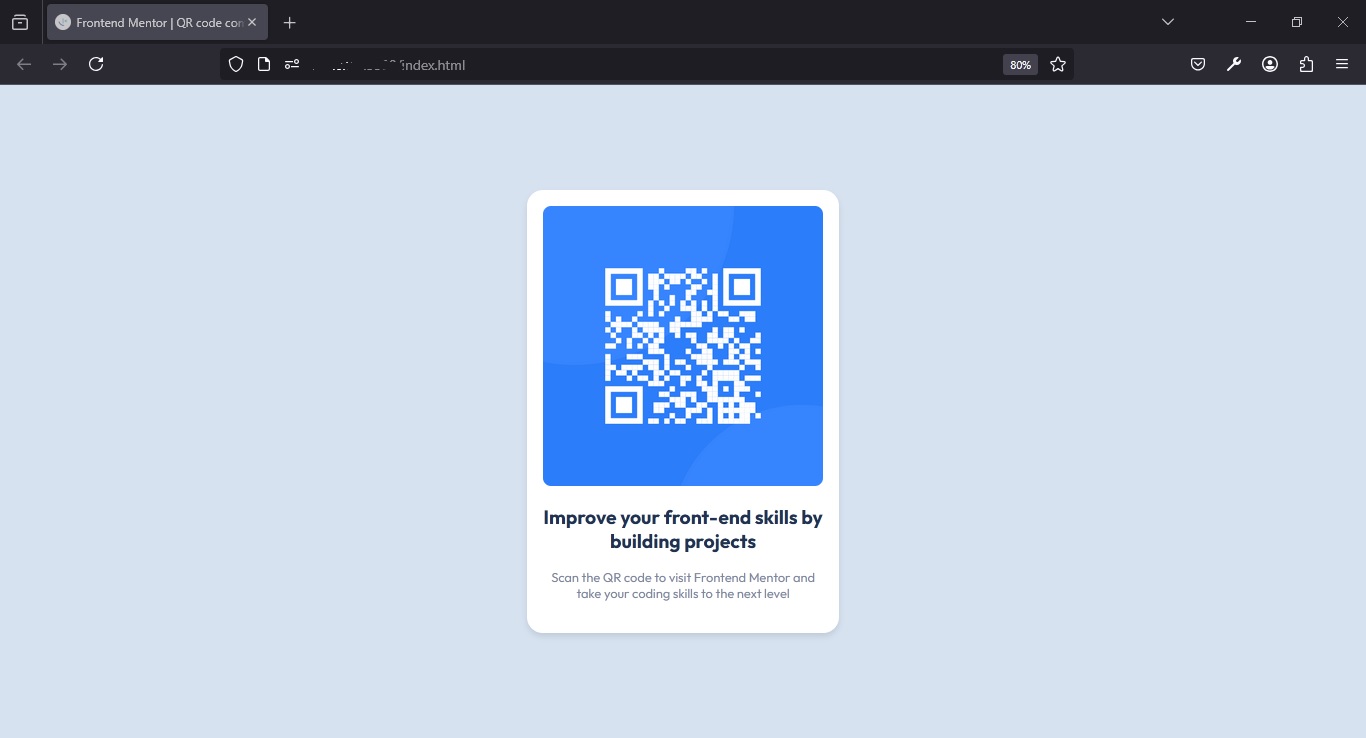 Frontend Mentor | QR code con
index.html
80%
Improve your front-end skills by
building projects
Scan the QR code to visit Frontend Mentor and
take your coding skills to the next level